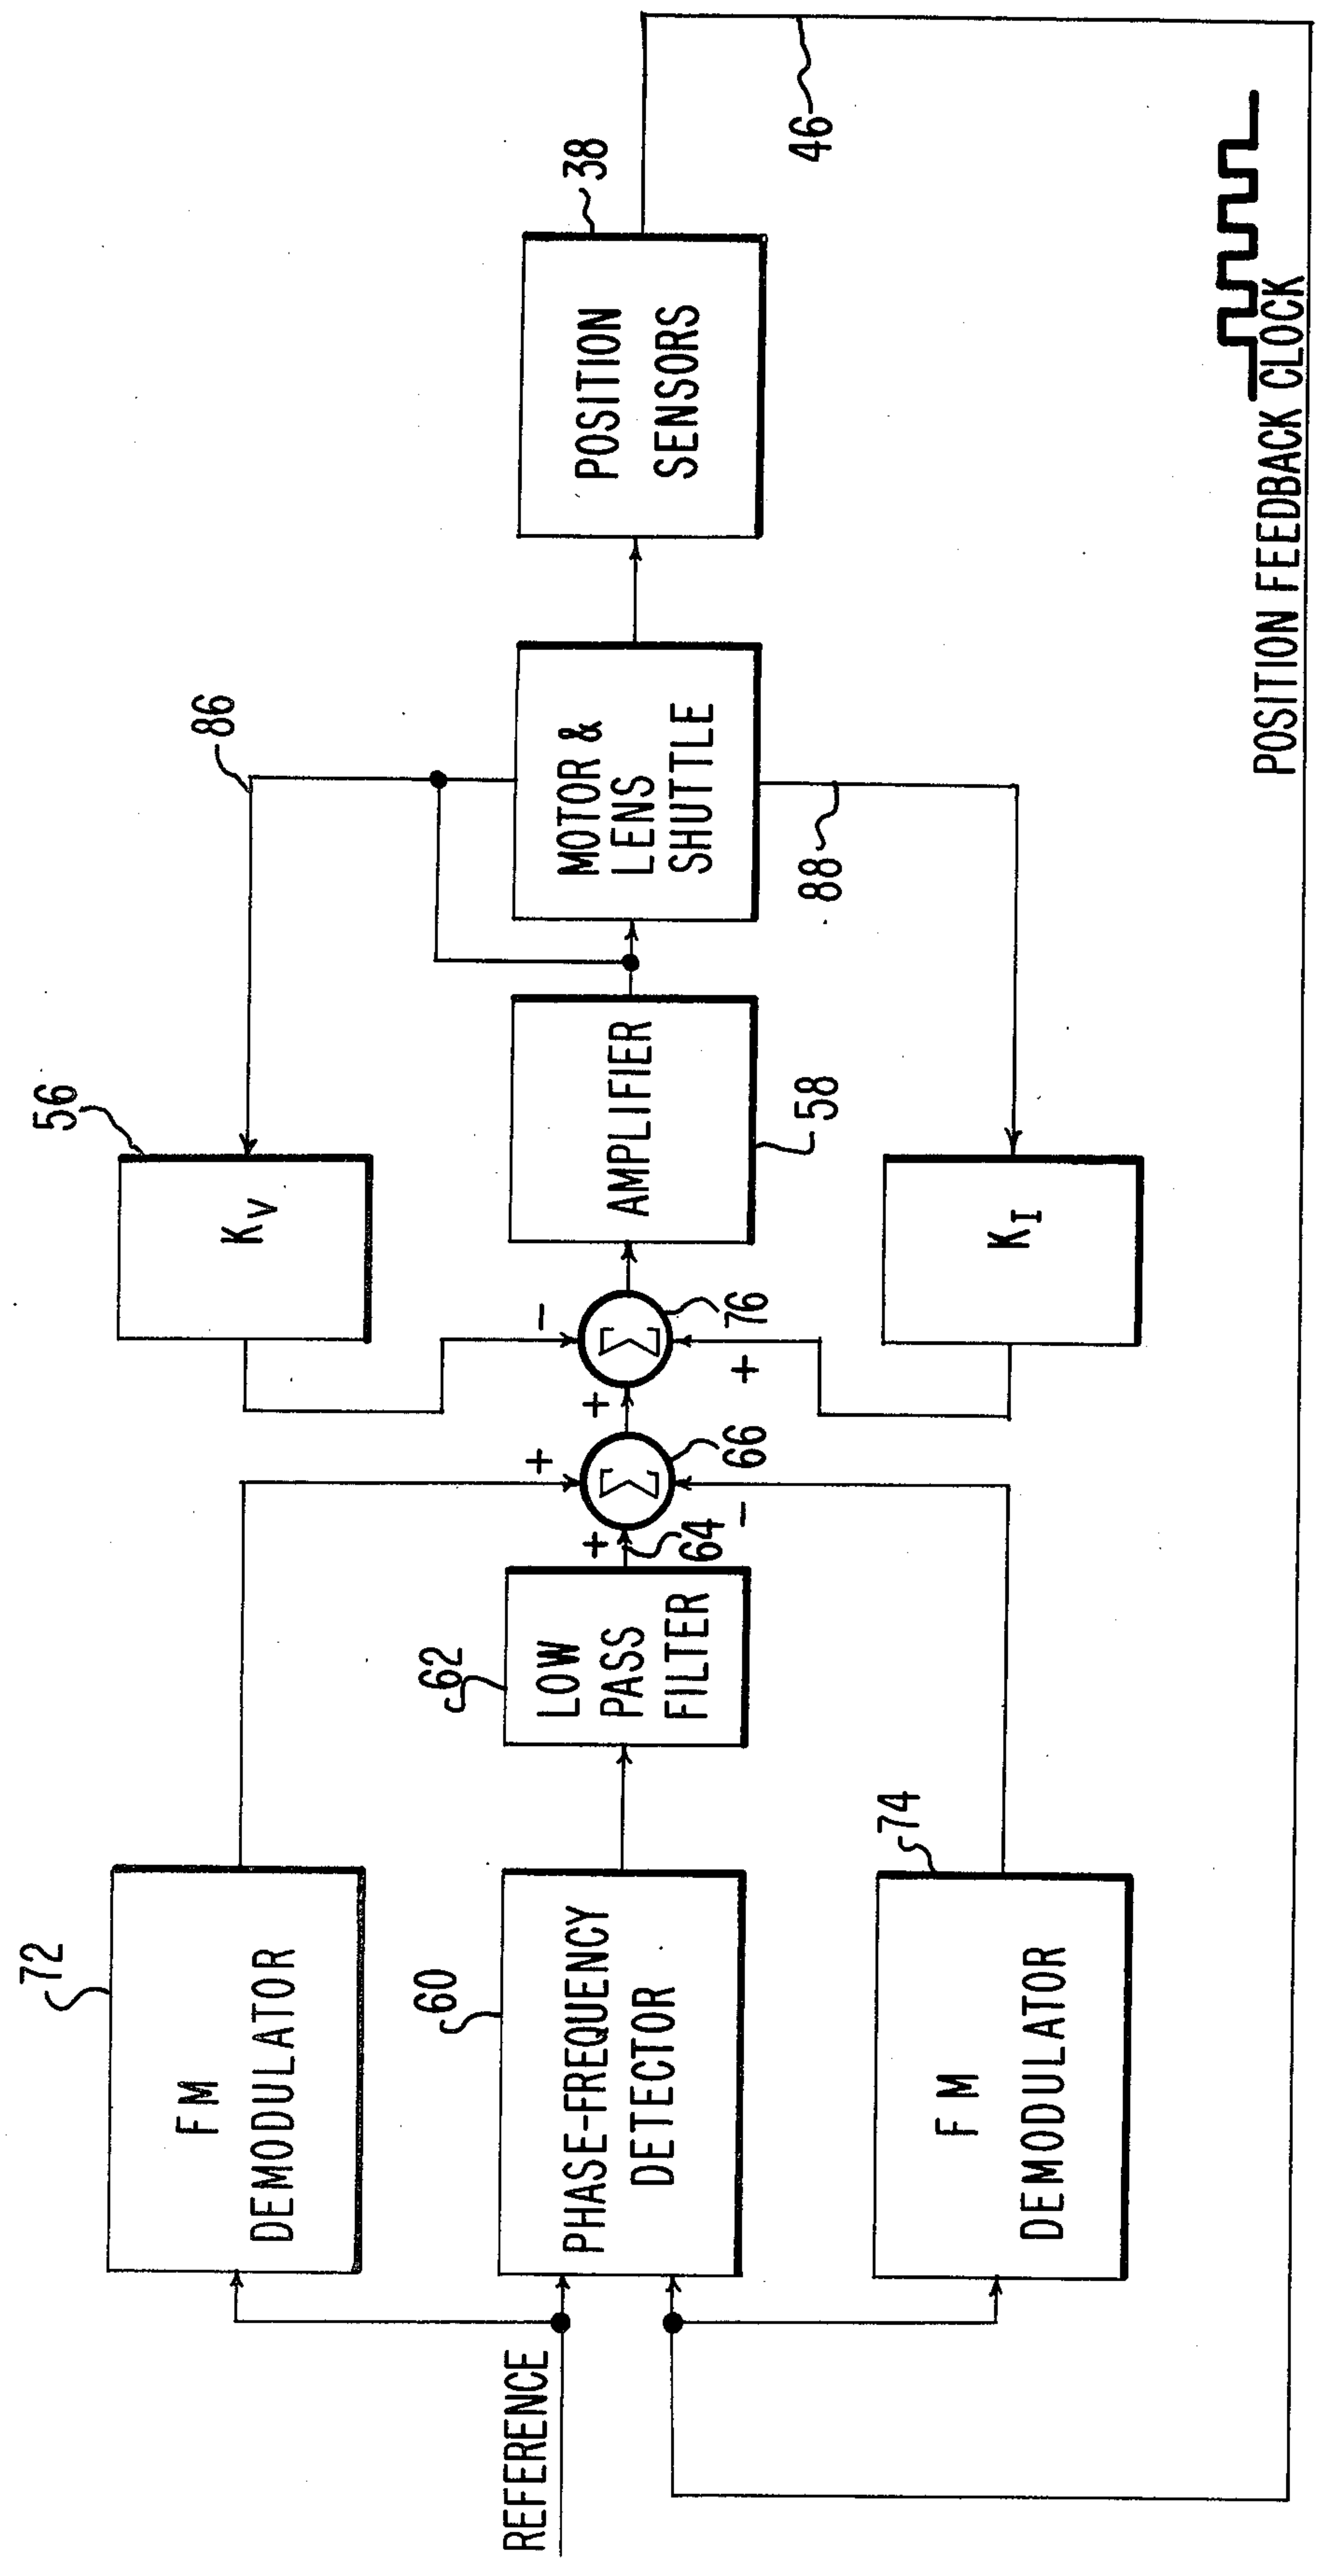 72
FM
DEMODULATOR
REFERENCE
60
PHASE-FREQUENCY
DETECTOR
74
FM
DEMODULATOR
62
LOW
PASS
FILTER
+
64
+
Σ
66
-
+
-
Σ
76
+
56
KV
AMPLIFIER
58
KI
86
MOTOR &
LENS
SHUTTLE
88
38
POSITION
SENSORS
46
POSITION FEEDBACK CLOCK